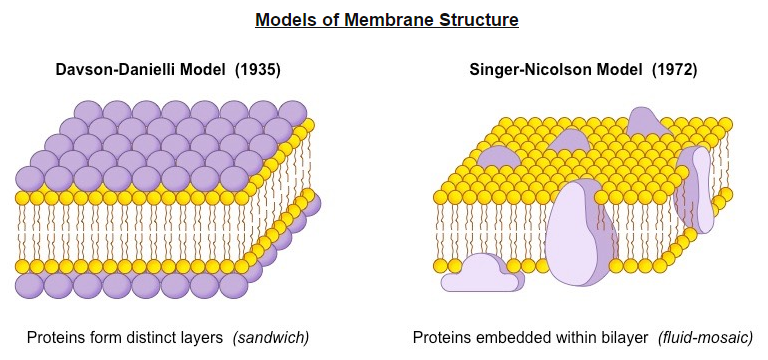 Models of Membrane Structure
Davson-Danielli Model (1935)
Singer-Nicolson Model (1972)
Proteins form distinct layers (sandwich)
Proteins embedded within bilayer (fluid-mosaic)